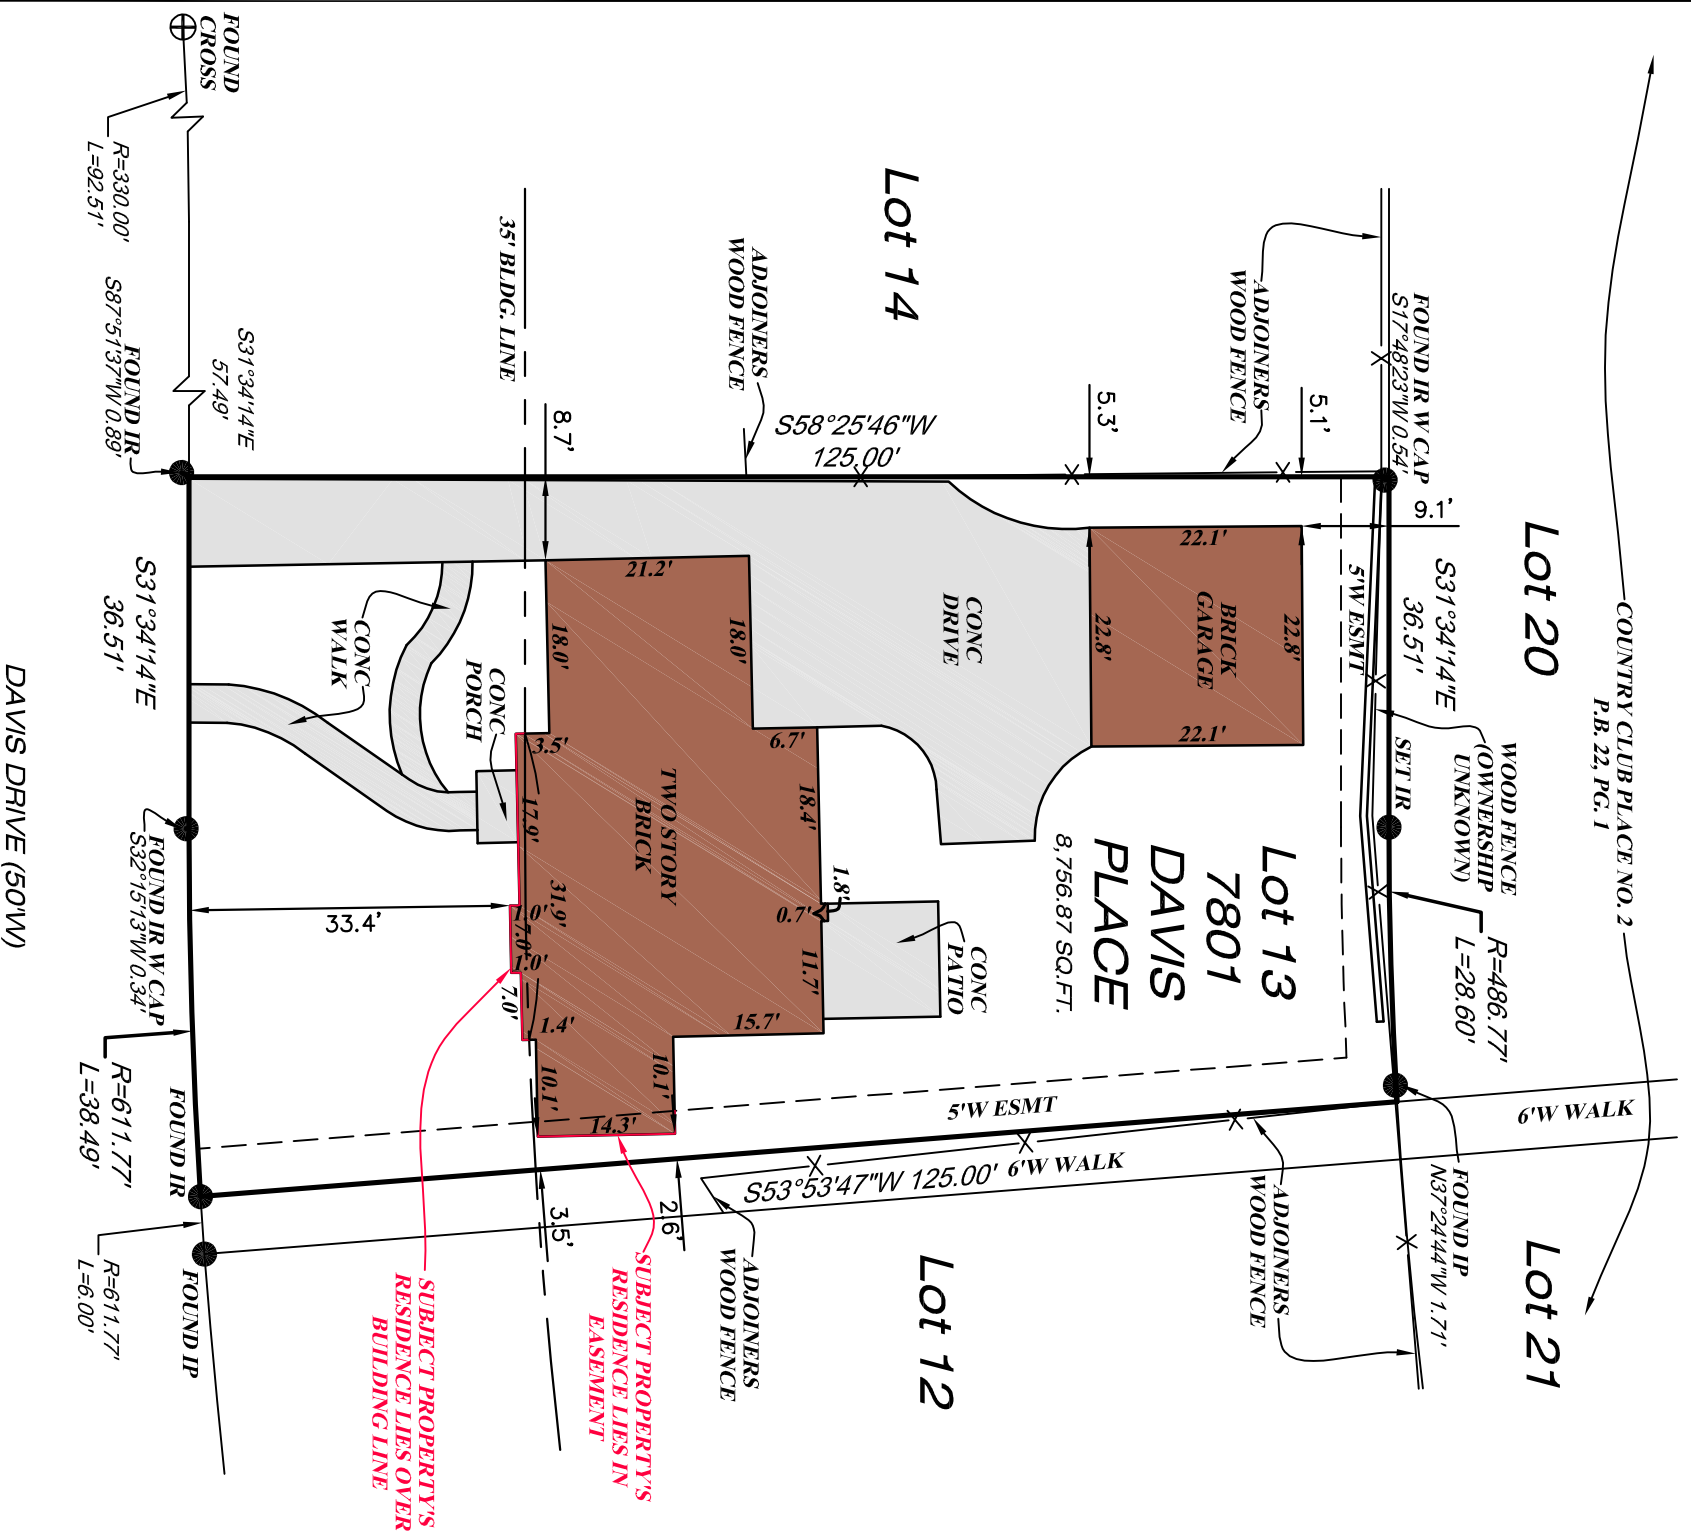 COUNTRY CLUB PLACE NO. 2
P.B. 22, PG. 1
Lot 20
Lot 21
FOUND IR W CAP
S17°48'23"W 0.54'
9.1'
S31°34'14"E
36.51'
SET IR
WOOD FENCE
(OWNERSHIP
UNKNOWN)
R=486.77'
L=28.60'
FOUND IP
N37°24'44"W 1.71'
6'W WALK
5'W ESMT
ADJOINERS
WOOD FENCE
5.1'
5.3'
22.1'
22.8'
BRICK
GARAGE
22.8'
22.1'
Lot 13
7801
DAVIS
PLACE
8,756.87 SQ.FT.
5'W ESMT
6'W WALK
ADJOINERS
WOOD FENCE
Lot 14
S58°25'46"W
125.00'
CONC
DRIVE
CONC
PATIO
Lot 12
S53°53'47"W 125.00'
ADJOINERS
WOOD FENCE
ADJOINERS
WOOD FENCE
6.7'
18.4'
1.8'
0.7'
11.7'
15.7'
18.0'
21.2'
18.0'
TWO STORY
BRICK
10.1'
14.3'
10.1'
2.6'
3.5'
SUBJECT PROPERTY'S
RESIDENCE LIES IN
EASEMENT
8.7'
35' BLDG. LINE
3.5'
17.9'
31.9'
1.0'
7.0'
1.0'
7.0'
1.4'
CONC
PORCH
CONC
WALK
33.4'
SUBJECT PROPERTY'S
RESIDENCE LIES OVER
BUILDING LINE
FOUND
CROSS
R=330.00'
L=92.51'
S31°34'14"E
57.49'
FOUND IR
S87°51'37"W 0.89'
S31°34'14"E
36.51'
FOUND IR W CAP
S32°15'13"W 0.34'
R=611.77'
L=38.49'
FOUND IR
FOUND IP
R=611.77'
L=6.00'
DAVIS DRIVE (50'W)